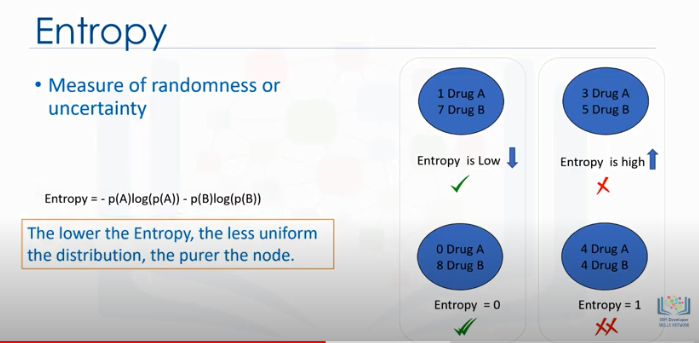 Entropy
• Measure of randomness or
uncertainty
Entropy = - p(A)log(p(A)) - p(B)log(p(B))
The lower the Entropy, the less uniform
the distribution, the purer the node.
1 Drug A
7 Drug B
Entropy is Low
3 Drug A
5 Drug B
Entropy is high
0 Drug A
8 Drug B
Entropy = 0
4 Drug A
4 Drug B
Entropy = 1
IBM Developer
SKILLS NETWORK